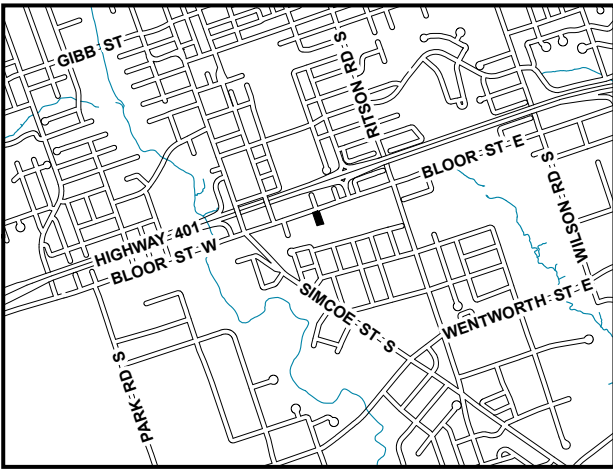 GIBB ST
RITSON RD S
BLOOR ST E
WILSON RD S
HIGHWAY 401
BLOOR ST W
SIMCOE ST S
WENTWORTH ST E
PARK RD S